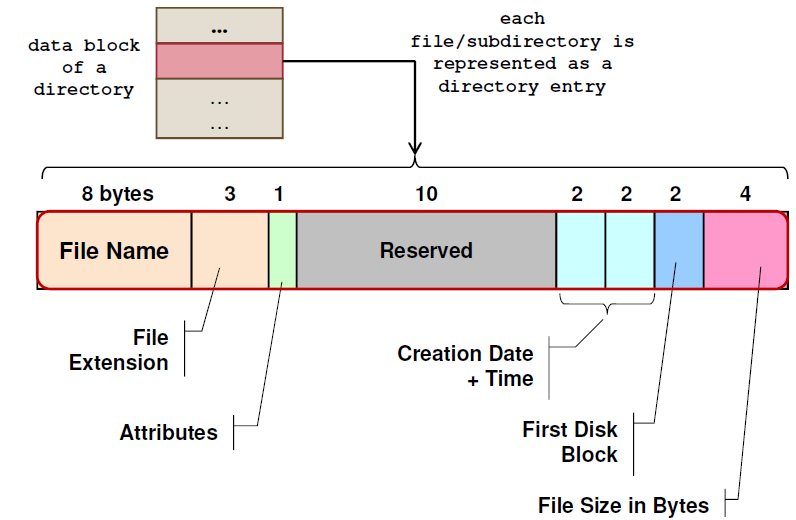 ...
data block
of a
directory
...
...
each
file/subdirectory is
represented as a
directory entry
8 bytes 3 1 10 2 2 2 4
File Name Reserved
File
Extension
Attributes
Creation Date
+ Time
First Disk
Block
File Size in Bytes